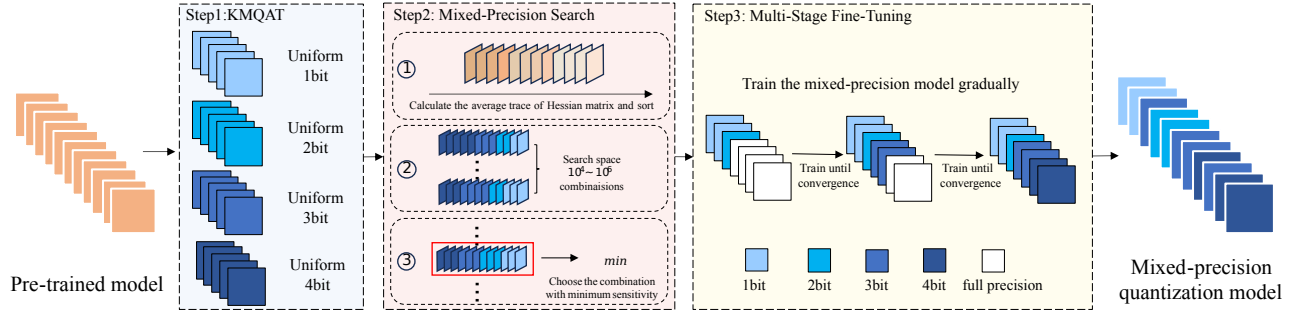 Step1:KMQAT
Uniform
1bit
Uniform
2bit
Uniform
3bit
Uniform
4bit
Pre-trained model
Step2: Mixed-Precision Search
1
Calculate the average trace of Hessian matrix and sort
2
Search space
10⁴~ 10⁶
combinaisions
3
min
Choose the combination
with minimum sensitivity
Step3: Multi-Stage Fine-Tuning
Train the mixed-precision model gradually
Train until
convergence
Train until
convergence
1bit
2bit
3bit
4bit
full precision
Mixed-precision
quantization model